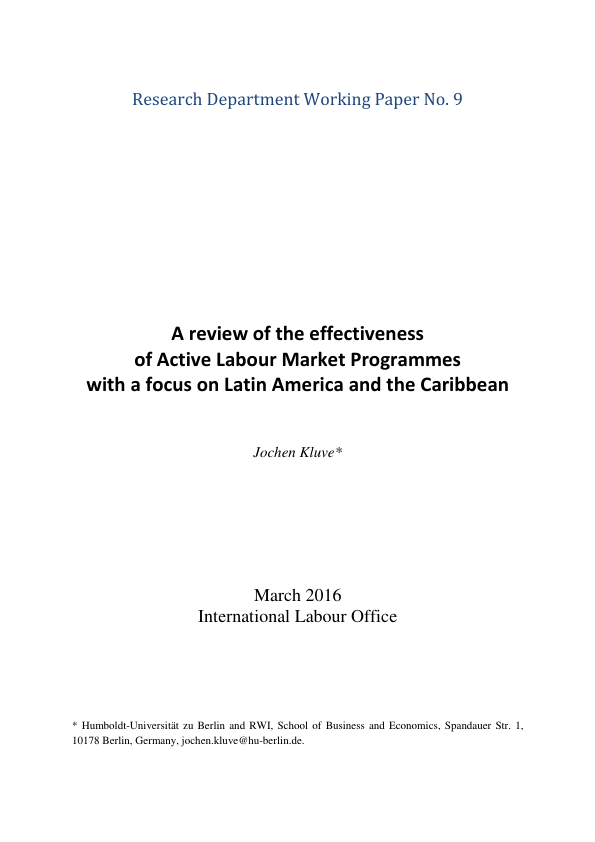 Research Department Working Paper No. 9
A review of the effectiveness
of Active Labour Market Programmes
with a focus on Latin America and the Caribbean
Jochen Kluve*
March 2016
International Labour Office
* Humboldt-Universität zu Berlin and RWI, School of Business and Economics, Spandauer Str. 1,
10178 Berlin, Germany, jochen.kluve@hu-berlin.de.